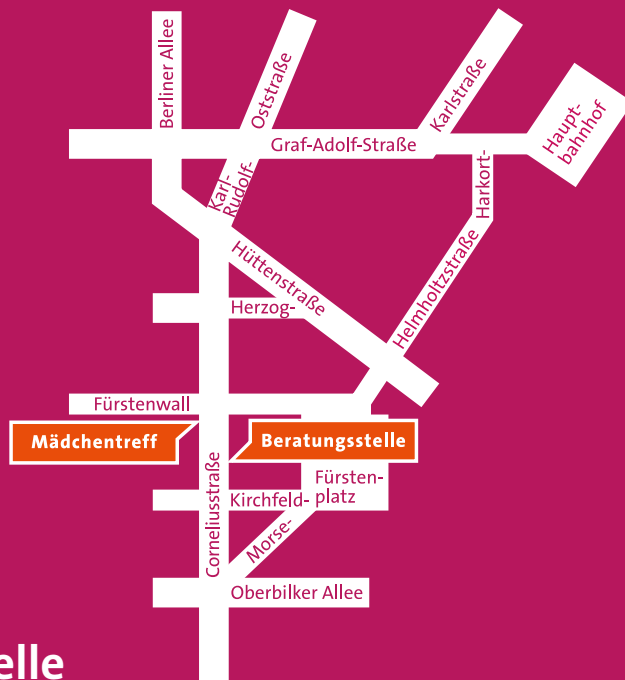 Berliner Allee
Oststraße
Karlstraße
Haupt-
bahnhof
Graf-Adolf-Straße
Karl-
Rudolf-
Harkort-
Hüttenstraße
Helmholtzstraße
Herzog-
Fürstenwall
Mädchentreff
Beratungsstelle
Corneliusstraße
Fürsten-
platz
Kirchfeld-
Morse-
Oberbilker Allee
elle